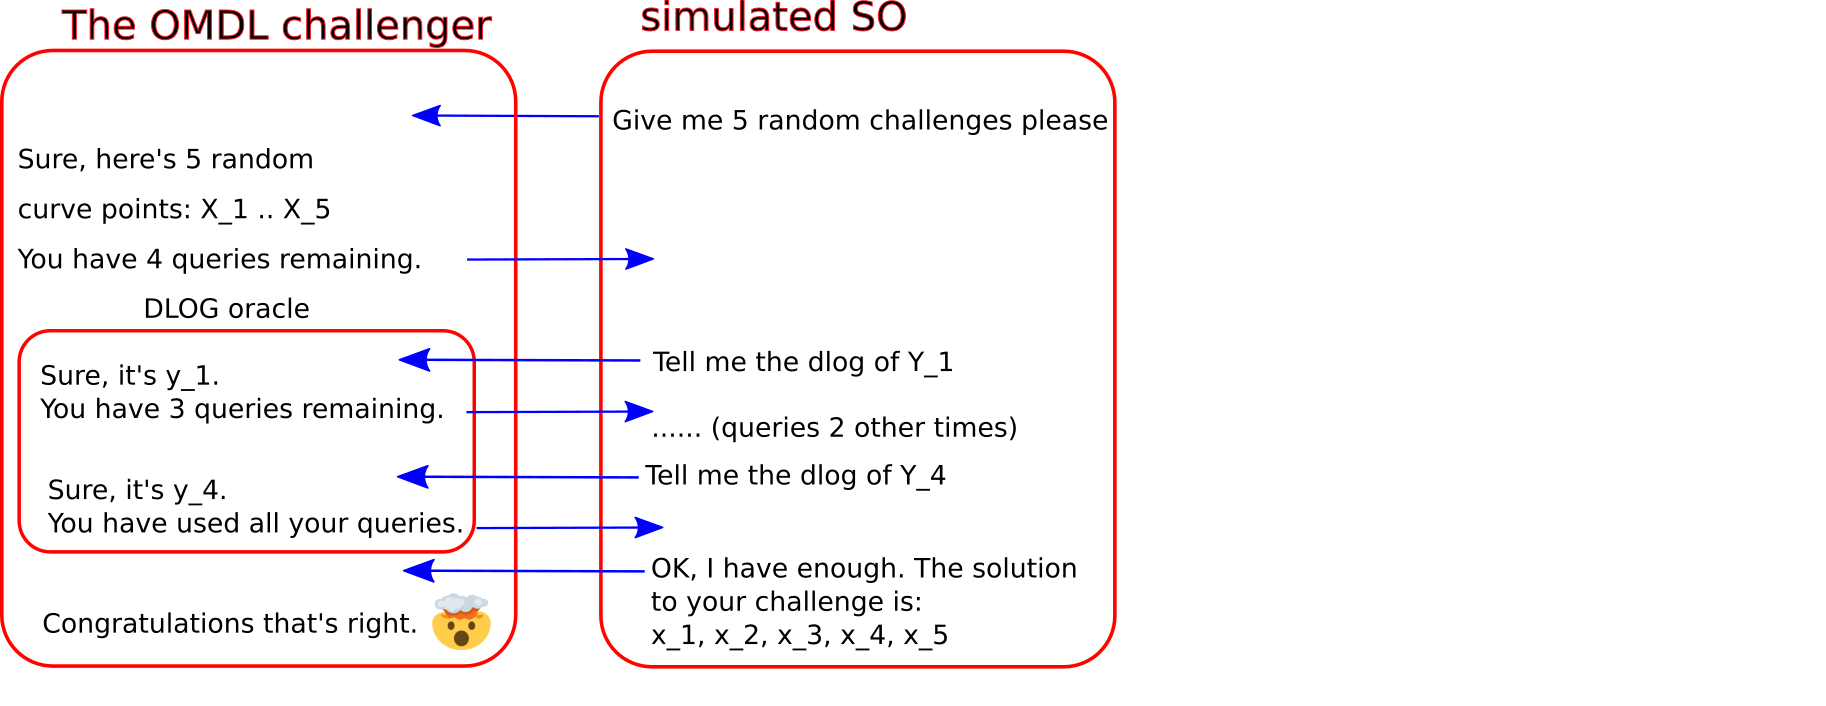 The OMDL challenger
simulated SO
Give me 5 random challenges please
Sure, here's 5 random
curve points: X_1 .. X_5
You have 4 queries remaining.
DLOG oracle
Tell me the dlog of Y_1
Sure, it's y_1.
You have 3 queries remaining.
...... (queries 2 other times)
Tell me the dlog of Y_4
Sure, it's y_4.
You have used all your queries.
OK, I have enough. The solution
to your challenge is:
x_1, x_2, x_3, x_4, x_5
Congratulations that's right.